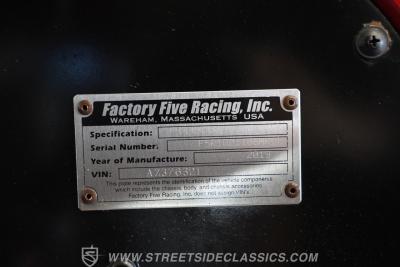 Factory Five Racing, Inc.
WAREHAM, MASSACHUSETTS USA
Specification:
Serial Number:
Year of Manufacture: 2019
VIN: AZ37632
This plate represents the identification of the vehicle components
which include the chassis, body, and chassis accessories.
Factory Five Racing, Inc. does not assign VIN's.
WWW.STREETSIDECLASSICS.COM